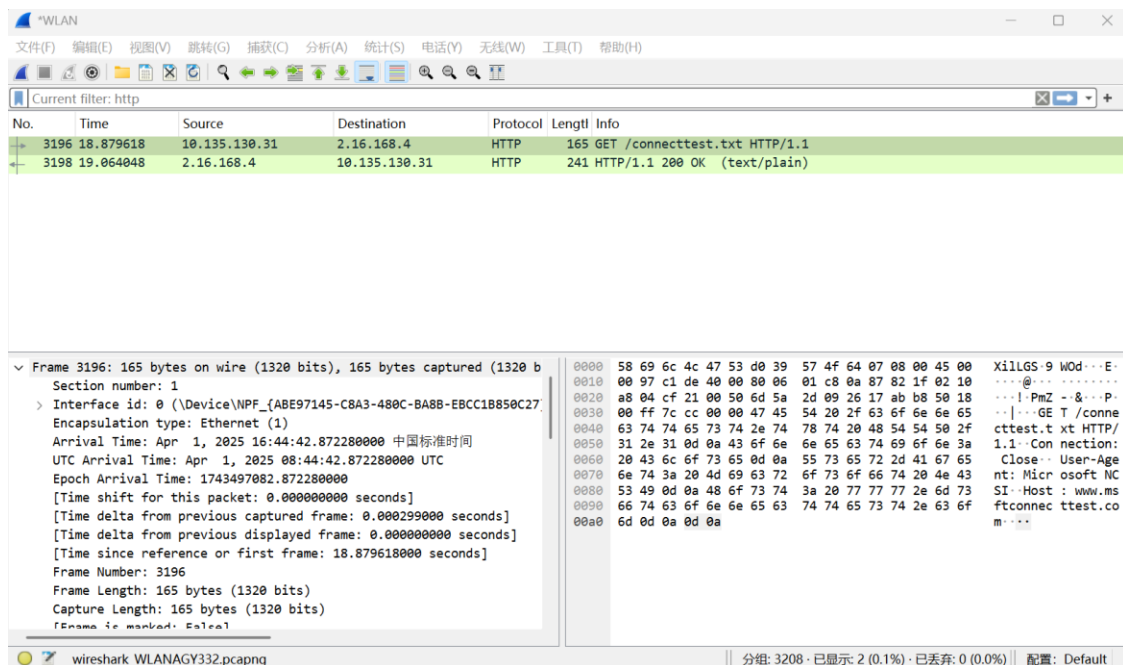 *WLAN
文件(F) 编辑(E) 视图(V) 跳转(G) 捕获(C) 分析(A) 统计(S) 电话(Y) 无线(W) 工具(T) 帮助(H)
Current filter: http
No. Time Source Destination Protocol Lengtl Info
3196 18.879618 10.135.130.31 2.16.168.4 HTTP 165 GET /connecttest.txt HTTP/1.1
3198 19.064048 2.16.168.4 10.135.130.31 HTTP 241 HTTP/1.1 200 OK (text/plain)
Frame 3196: 165 bytes on wire (1320 bits), 165 bytes captured (1320 b
Section number: 1
Interface id: 0 (\Device\NPF_{ABE97145-C8A3-480C-BA8B-EBCC1B850C27}
Encapsulation type: Ethernet (1)
Arrival Time: Apr 1, 2025 16:44:42.872280000 中国标准时间
UTC Arrival Time: Apr 1, 2025 08:44:42.872280000 UTC
Epoch Arrival Time: 1743497082.872280000
[Time shift for this packet: 0.000000000 seconds]
[Time delta from previous captured frame: 0.000299000 seconds]
[Time delta from previous displayed frame: 0.000000000 seconds]
[Time since reference or first frame: 18.879618000 seconds]
Frame Number: 3196
Frame Length: 165 bytes (1320 bits)
Capture Length: 165 bytes (1320 bits)
[Frame is marked: False]
0000 58 69 6c 4c 47 53 d0 39 57 4f 64 07 08 00 45 00 XilLGS·9 WOd···E·
0010 00 97 c1 de 40 00 80 06 01 c8 0a 87 82 1f 02 10 ····@··· ········
0020 a8 04 cf 21 00 50 6d 5a 2d 09 26 17 ab b8 50 18 ···!·PmZ -·&···P·
0030 00 ff 7c cc 00 00 47 45 54 20 2f 63 6f 6e 6e 65 ··|···GE T /conne
0040 63 74 74 65 73 74 2e 74 78 74 20 48 54 54 50 2f cttest.t xt HTTP/
0050 31 2e 31 0d 0a 43 6f 6e 6e 65 63 74 69 6f 6e 3a 1.1··Con nection:
0060 20 43 6c 6f 73 65 0d 0a 55 73 65 72 2d 41 67 65 Close·· User-Age
0070 6e 74 3a 20 4d 69 63 72 6f 73 6f 66 74 20 4e 43 nt: Micr osoft NC
0080 53 49 0d 0a 48 6f 73 74 3a 20 77 77 77 2e 6d 73 SI··Host : www.ms
0090 66 74 63 6f 6e 6e 65 63 74 74 65 73 74 2e 63 6f ftconnec ttest.co
00a0 6d 0d 0a 0d 0a m····
wireshark_WLANAGY332.pcapng 分组: 3208 · 已显示: 2 (0.1%) · 已丢弃: 0 (0.0%) 配置: Default